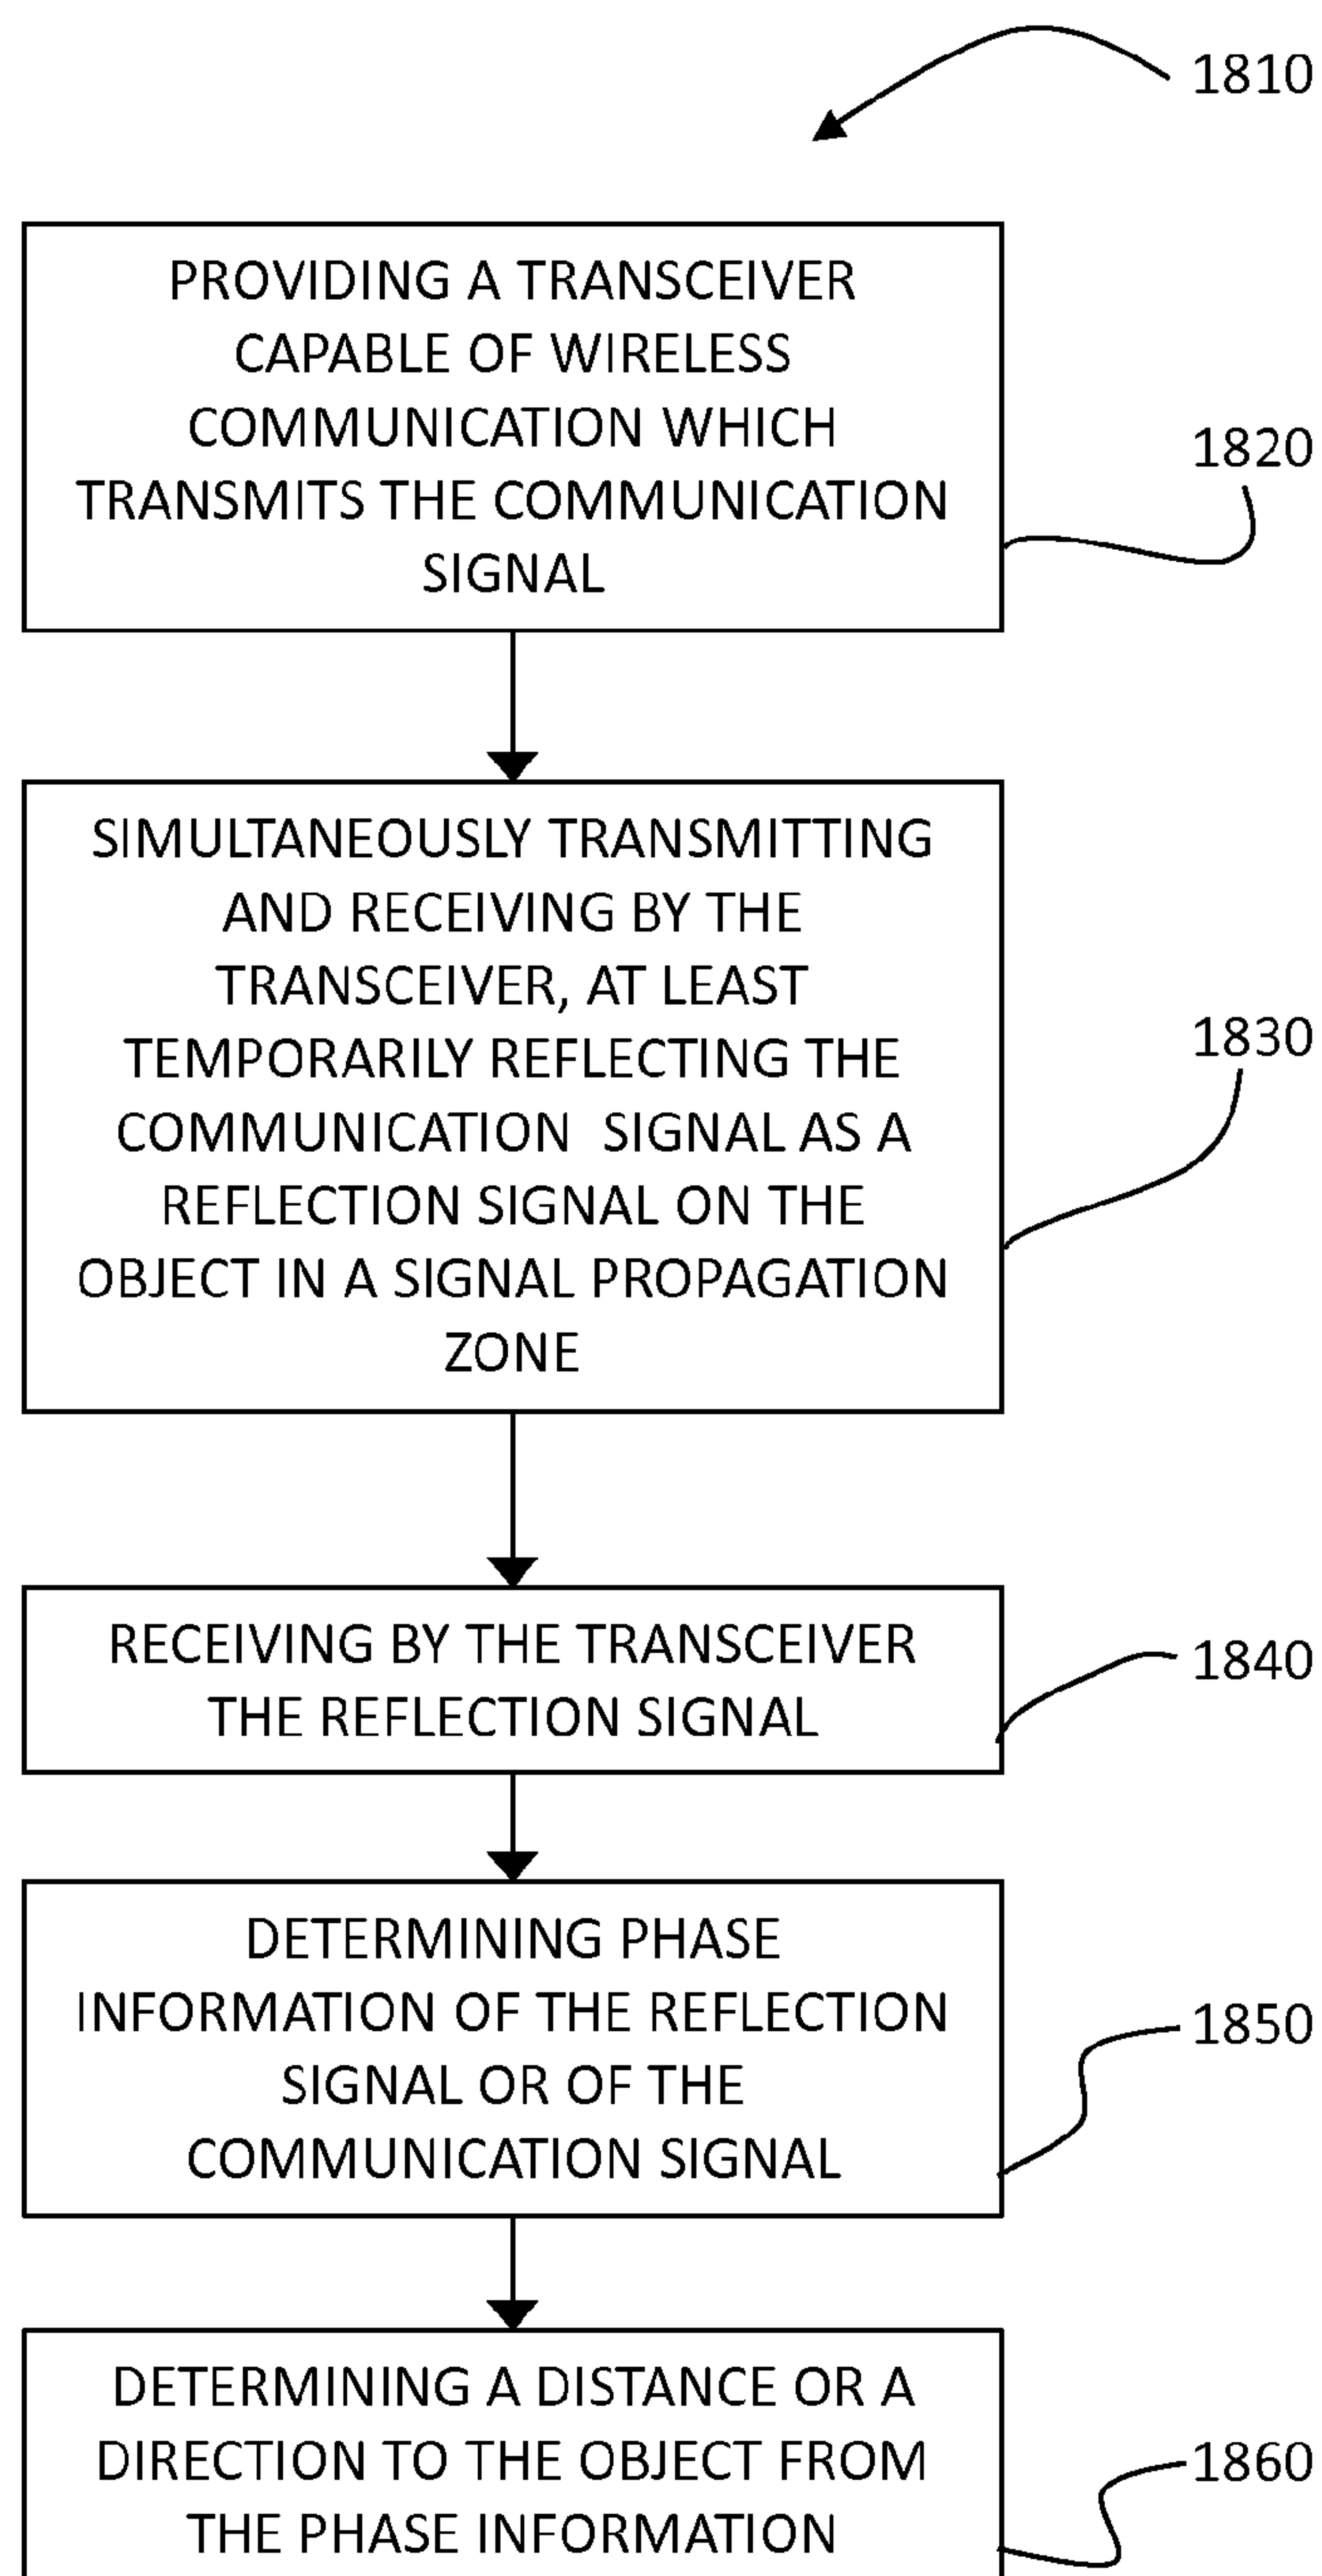 1810
PROVIDING A TRANSCEIVER
CAPABLE OF WIRELESS
COMMUNICATION WHICH
TRANSMITS THE COMMUNICATION
SIGNAL
1820
SIMULTANEOUSLY TRANSMITTING
AND RECEIVING BY THE
TRANSCEIVER, AT LEAST
TEMPORARILY REFLECTING THE
COMMUNICATION SIGNAL AS A
REFLECTION SIGNAL ON THE
OBJECT IN A SIGNAL PROPAGATION
ZONE
1830
RECEIVING BY THE TRANSCEIVER
THE REFLECTION SIGNAL
1840
DETERMINING PHASE
INFORMATION OF THE REFLECTION
SIGNAL OR OF THE
COMMUNICATION SIGNAL
1850
DETERMINING A DISTANCE OR A
DIRECTION TO THE OBJECT FROM
THE PHASE INFORMATION
1860